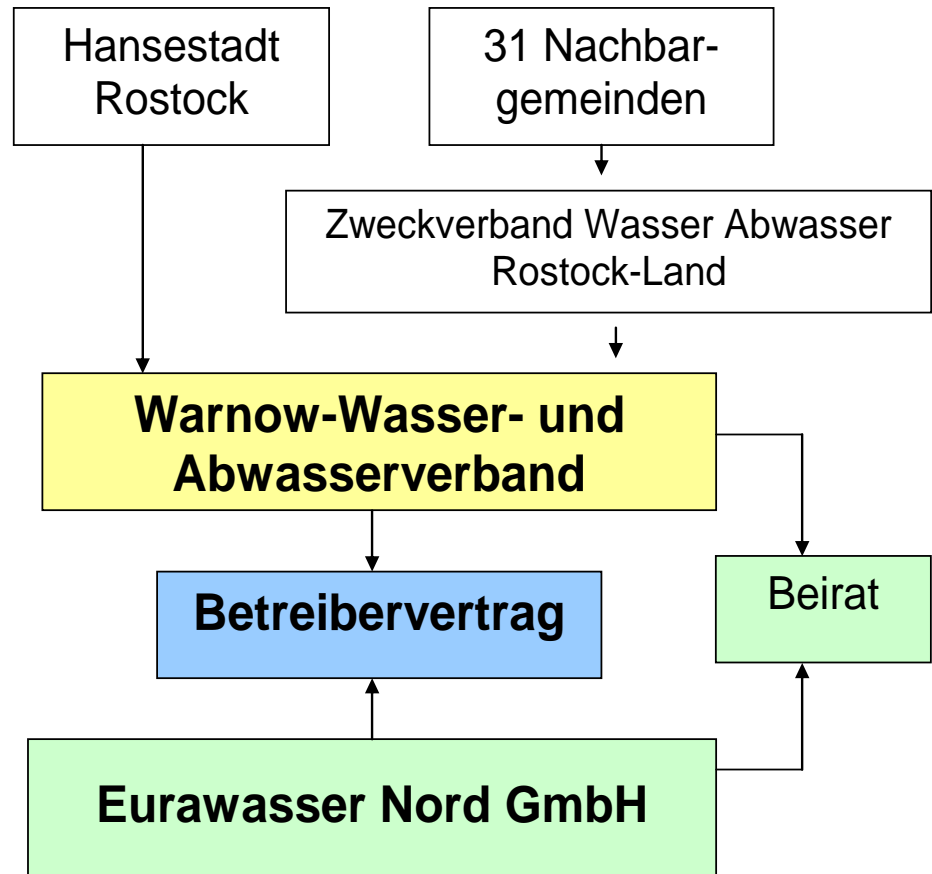 Hansestadt
Rostock
31 Nachbar-
gemeinden
Zweckverband Wasser Abwasser
Rostock-Land
Warnow-Wasser- und
Abwasserverband
Betreibervertrag
Beirat
Eurawasser Nord GmbH